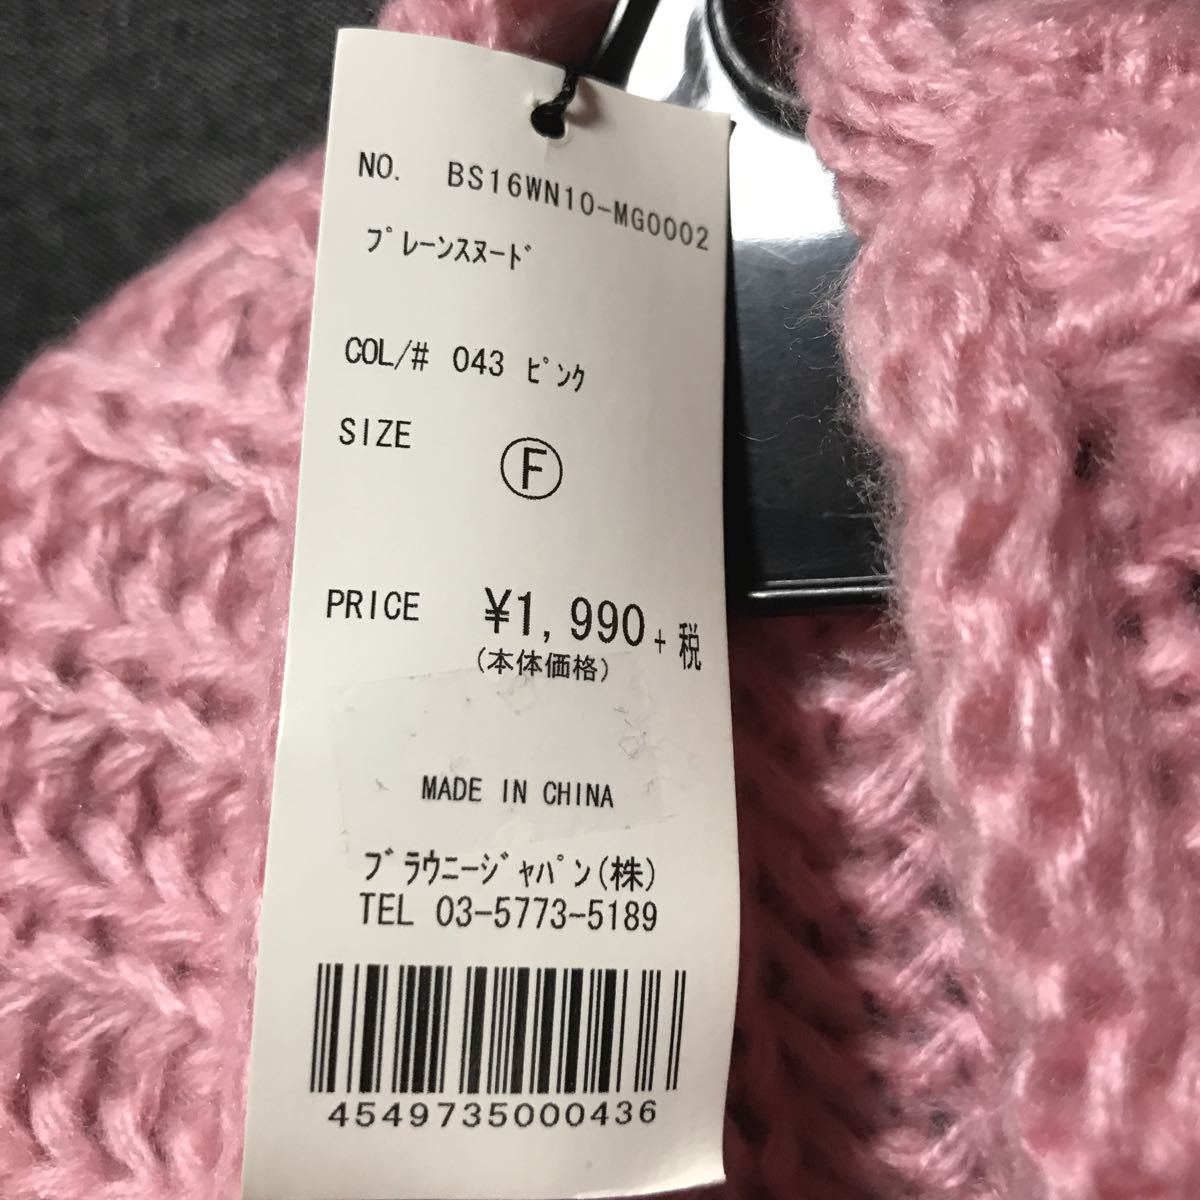 NO. BS16WN10-MG0002
プレーンスヌード
COL/# 043 ピンク
SIZE Ⓕ
PRICE ¥1,990+税
(本体価格)
MADE IN CHINA
ブラウニージャパン(株)
TEL 03-5773-5189
4549735000436